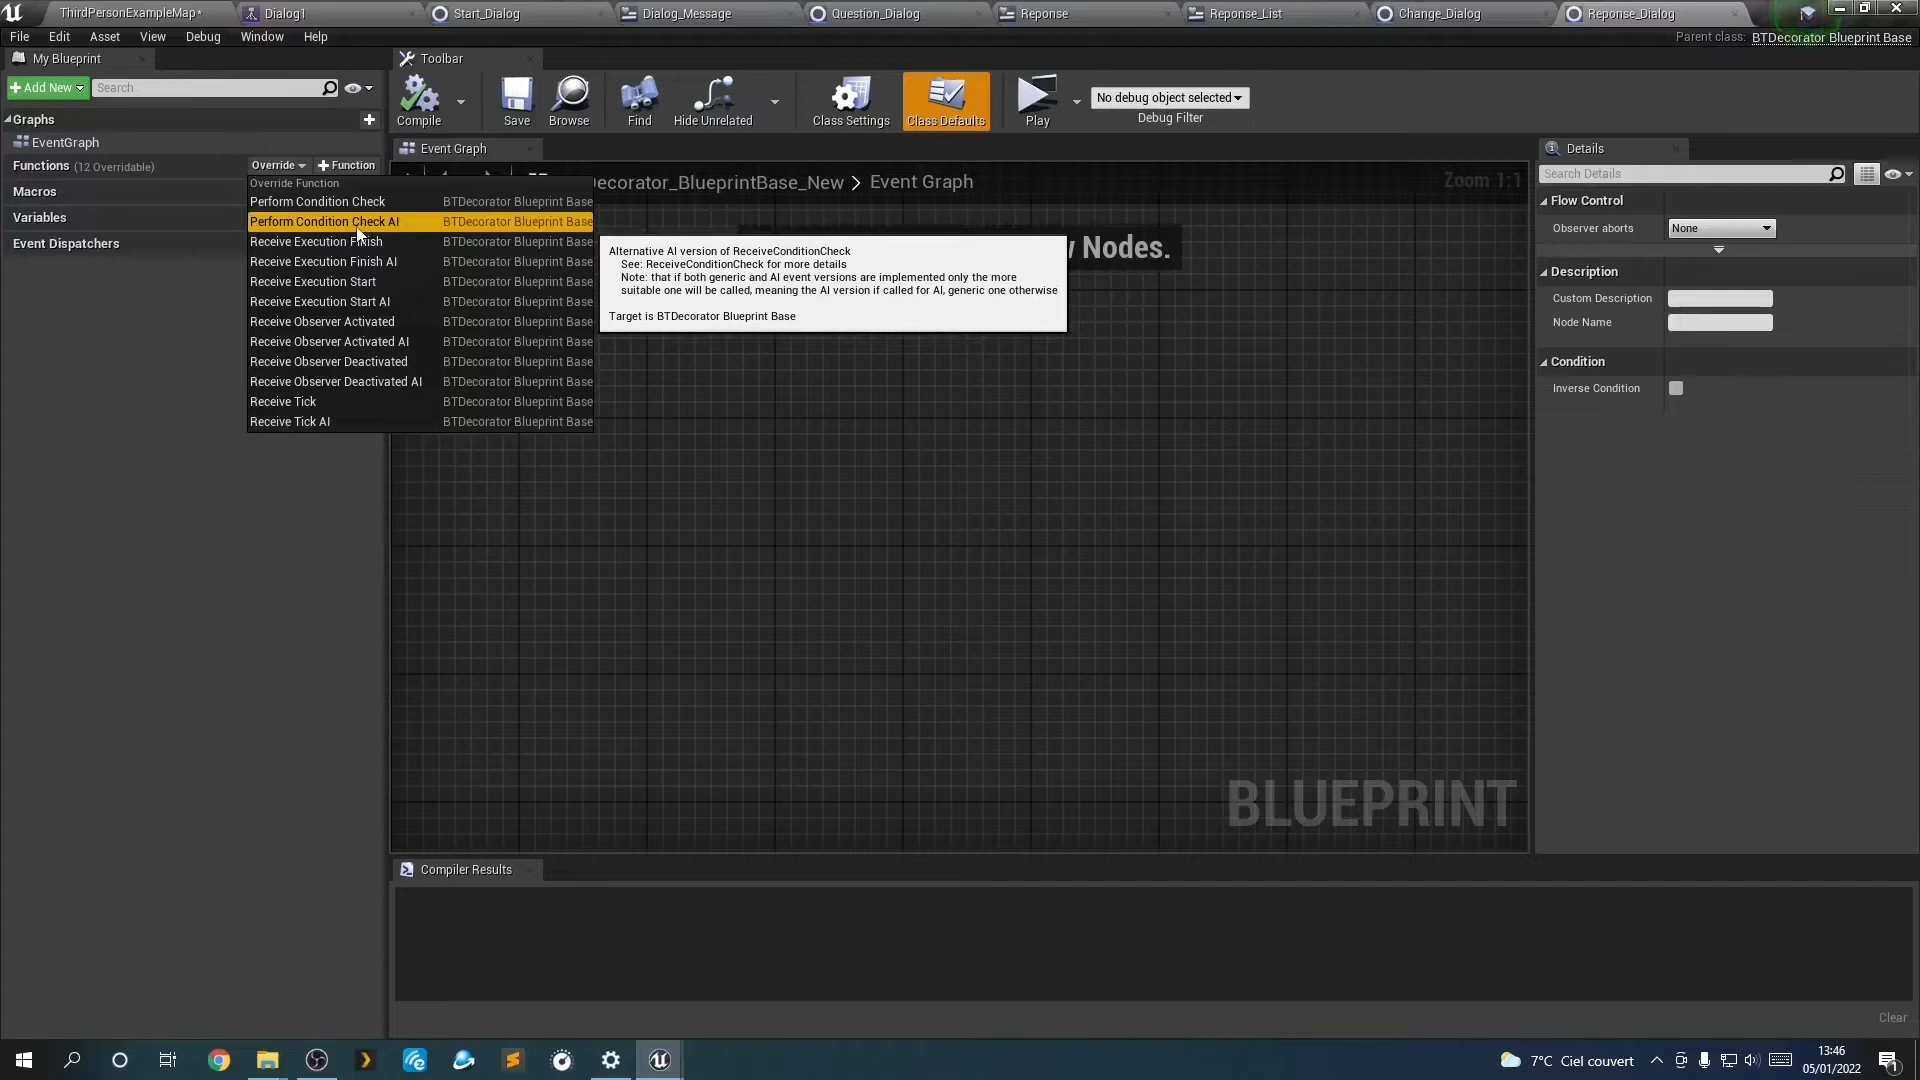 ThirdPersonExampleMap*
Dialog1
Start_Dialog
Dialog_Message
Question_Dialog
Reponse
Reponse_List
Change_Dialog
Reponse_Dialog
File Edit Asset View Debug Window Help
Parent class: BTDecorator Blueprint Base
My Blueprint
Toolbar
Add New
Search
Compile
Save
Browse
Find
Hide Unrelated
Class Settings
Class Defaults
Play
No debug object selected
Debug Filter
Graphs
EventGraph
Functions (12 Overridable)
Override
Function
Macros
Variables
Event Dispatchers
Event Graph
ecorator_BlueprintBase_New > Event Graph
Zoom 1:1
w Nodes.
Override Function
Perform Condition Check BTDecorator Blueprint Base
Perform Condition Check AI BTDecorator Blueprint Base
Receive Execution Finish BTDecorator Blueprint Base
Receive Execution Finish AI BTDecorator Blueprint Base
Receive Execution Start BTDecorator Blueprint Base
Receive Execution Start AI BTDecorator Blueprint Base
Receive Observer Activated BTDecorator Blueprint Base
Receive Observer Activated AI BTDecorator Blueprint Base
Receive Observer Deactivated BTDecorator Blueprint Base
Receive Observer Deactivated AI BTDecorator Blueprint Base
Receive Tick BTDecorator Blueprint Base
Receive Tick AI BTDecorator Blueprint Base
Alternative AI version of ReceiveConditionCheck
See: ReceiveConditionCheck for more details
Note: that if both generic and AI event versions are implemented only the more
suitable one will be called, meaning the AI version if called for AI, generic one otherwise
Target is BTDecorator Blueprint Base
BLUEPRINT
Details
Search Details
Flow Control
Observer aborts None
Description
Custom Description
Node Name
Condition
Inverse Condition
Compiler Results
Clear
7°C Ciel couvert
13:46
05/01/2022
1